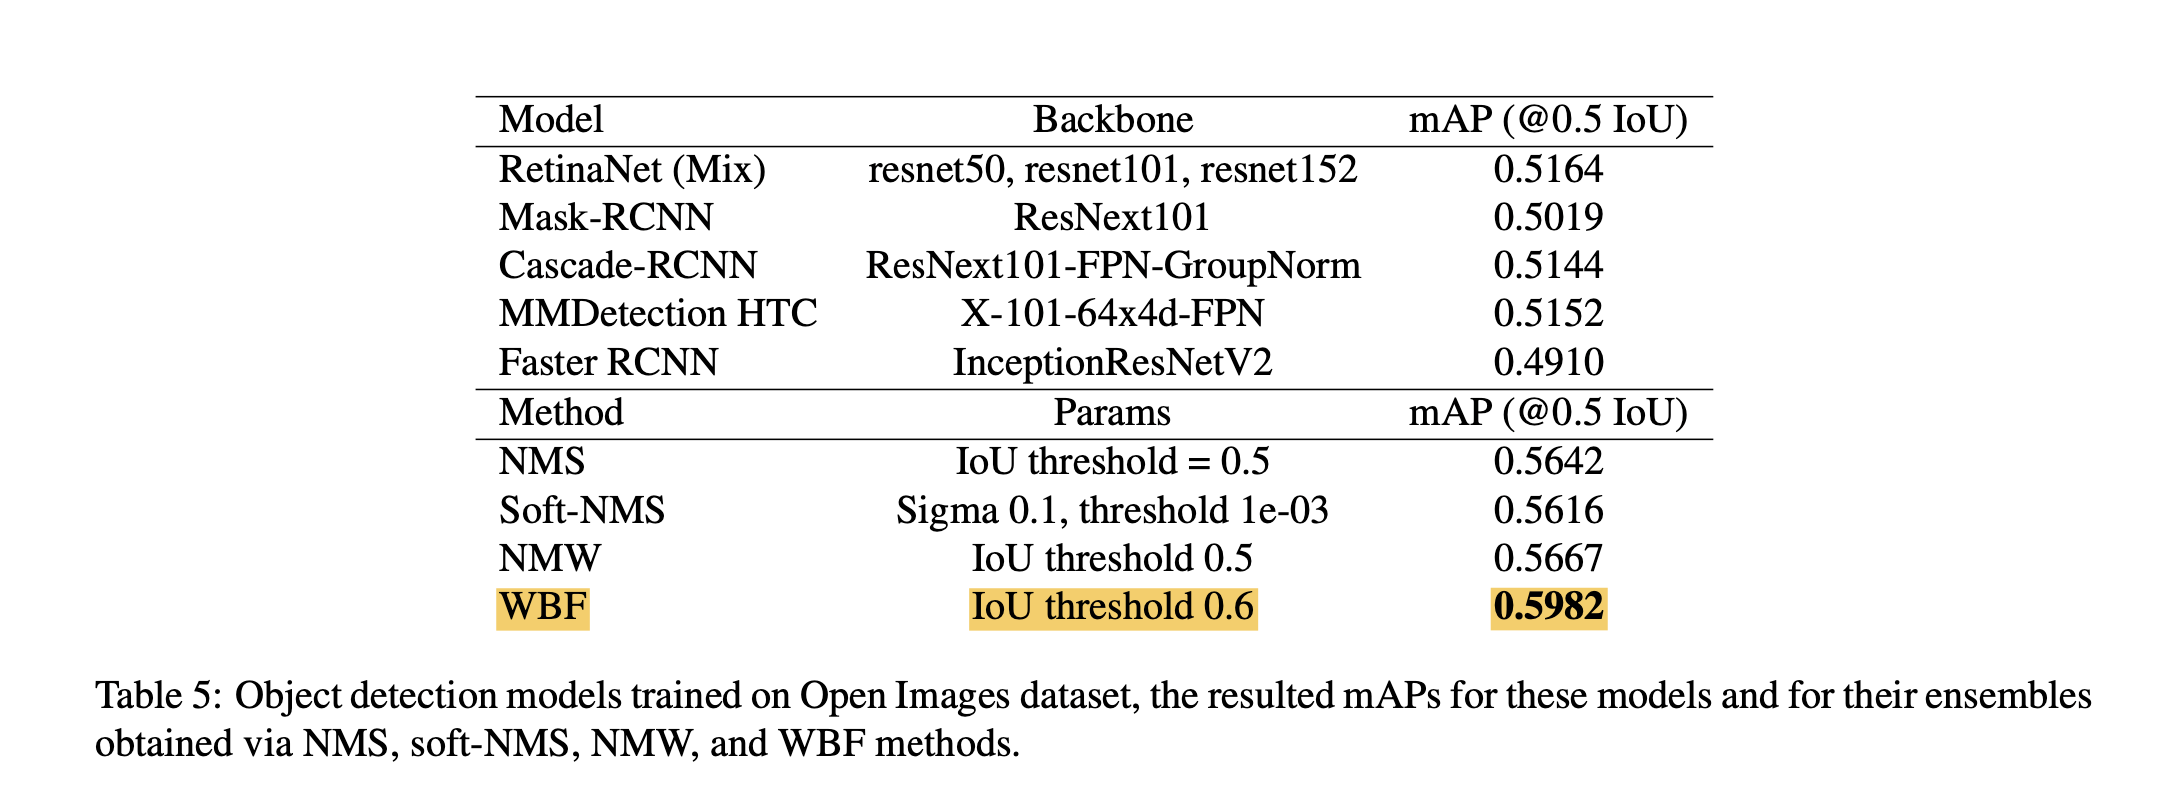 Model Backbone mAP (@0.5 IoU)
RetinaNet (Mix) resnet50, resnet101, resnet152 0.5164
Mask-RCNN ResNext101 0.5019
Cascade-RCNN ResNext101-FPN-GroupNorm 0.5144
MMDetection HTC X-101-64x4d-FPN 0.5152
Faster RCNN InceptionResNetV2 0.4910
Method Params mAP (@0.5 IoU)
NMS IoU threshold = 0.5 0.5642
Soft-NMS Sigma 0.1, threshold 1e-03 0.5616
NMW IoU threshold 0.5 0.5667
WBF IoU threshold 0.6 0.5982
Table 5: Object detection models trained on Open Images dataset, the resulted mAPs for these models and for their ensembles
obtained via NMS, soft-NMS, NMW, and WBF methods.